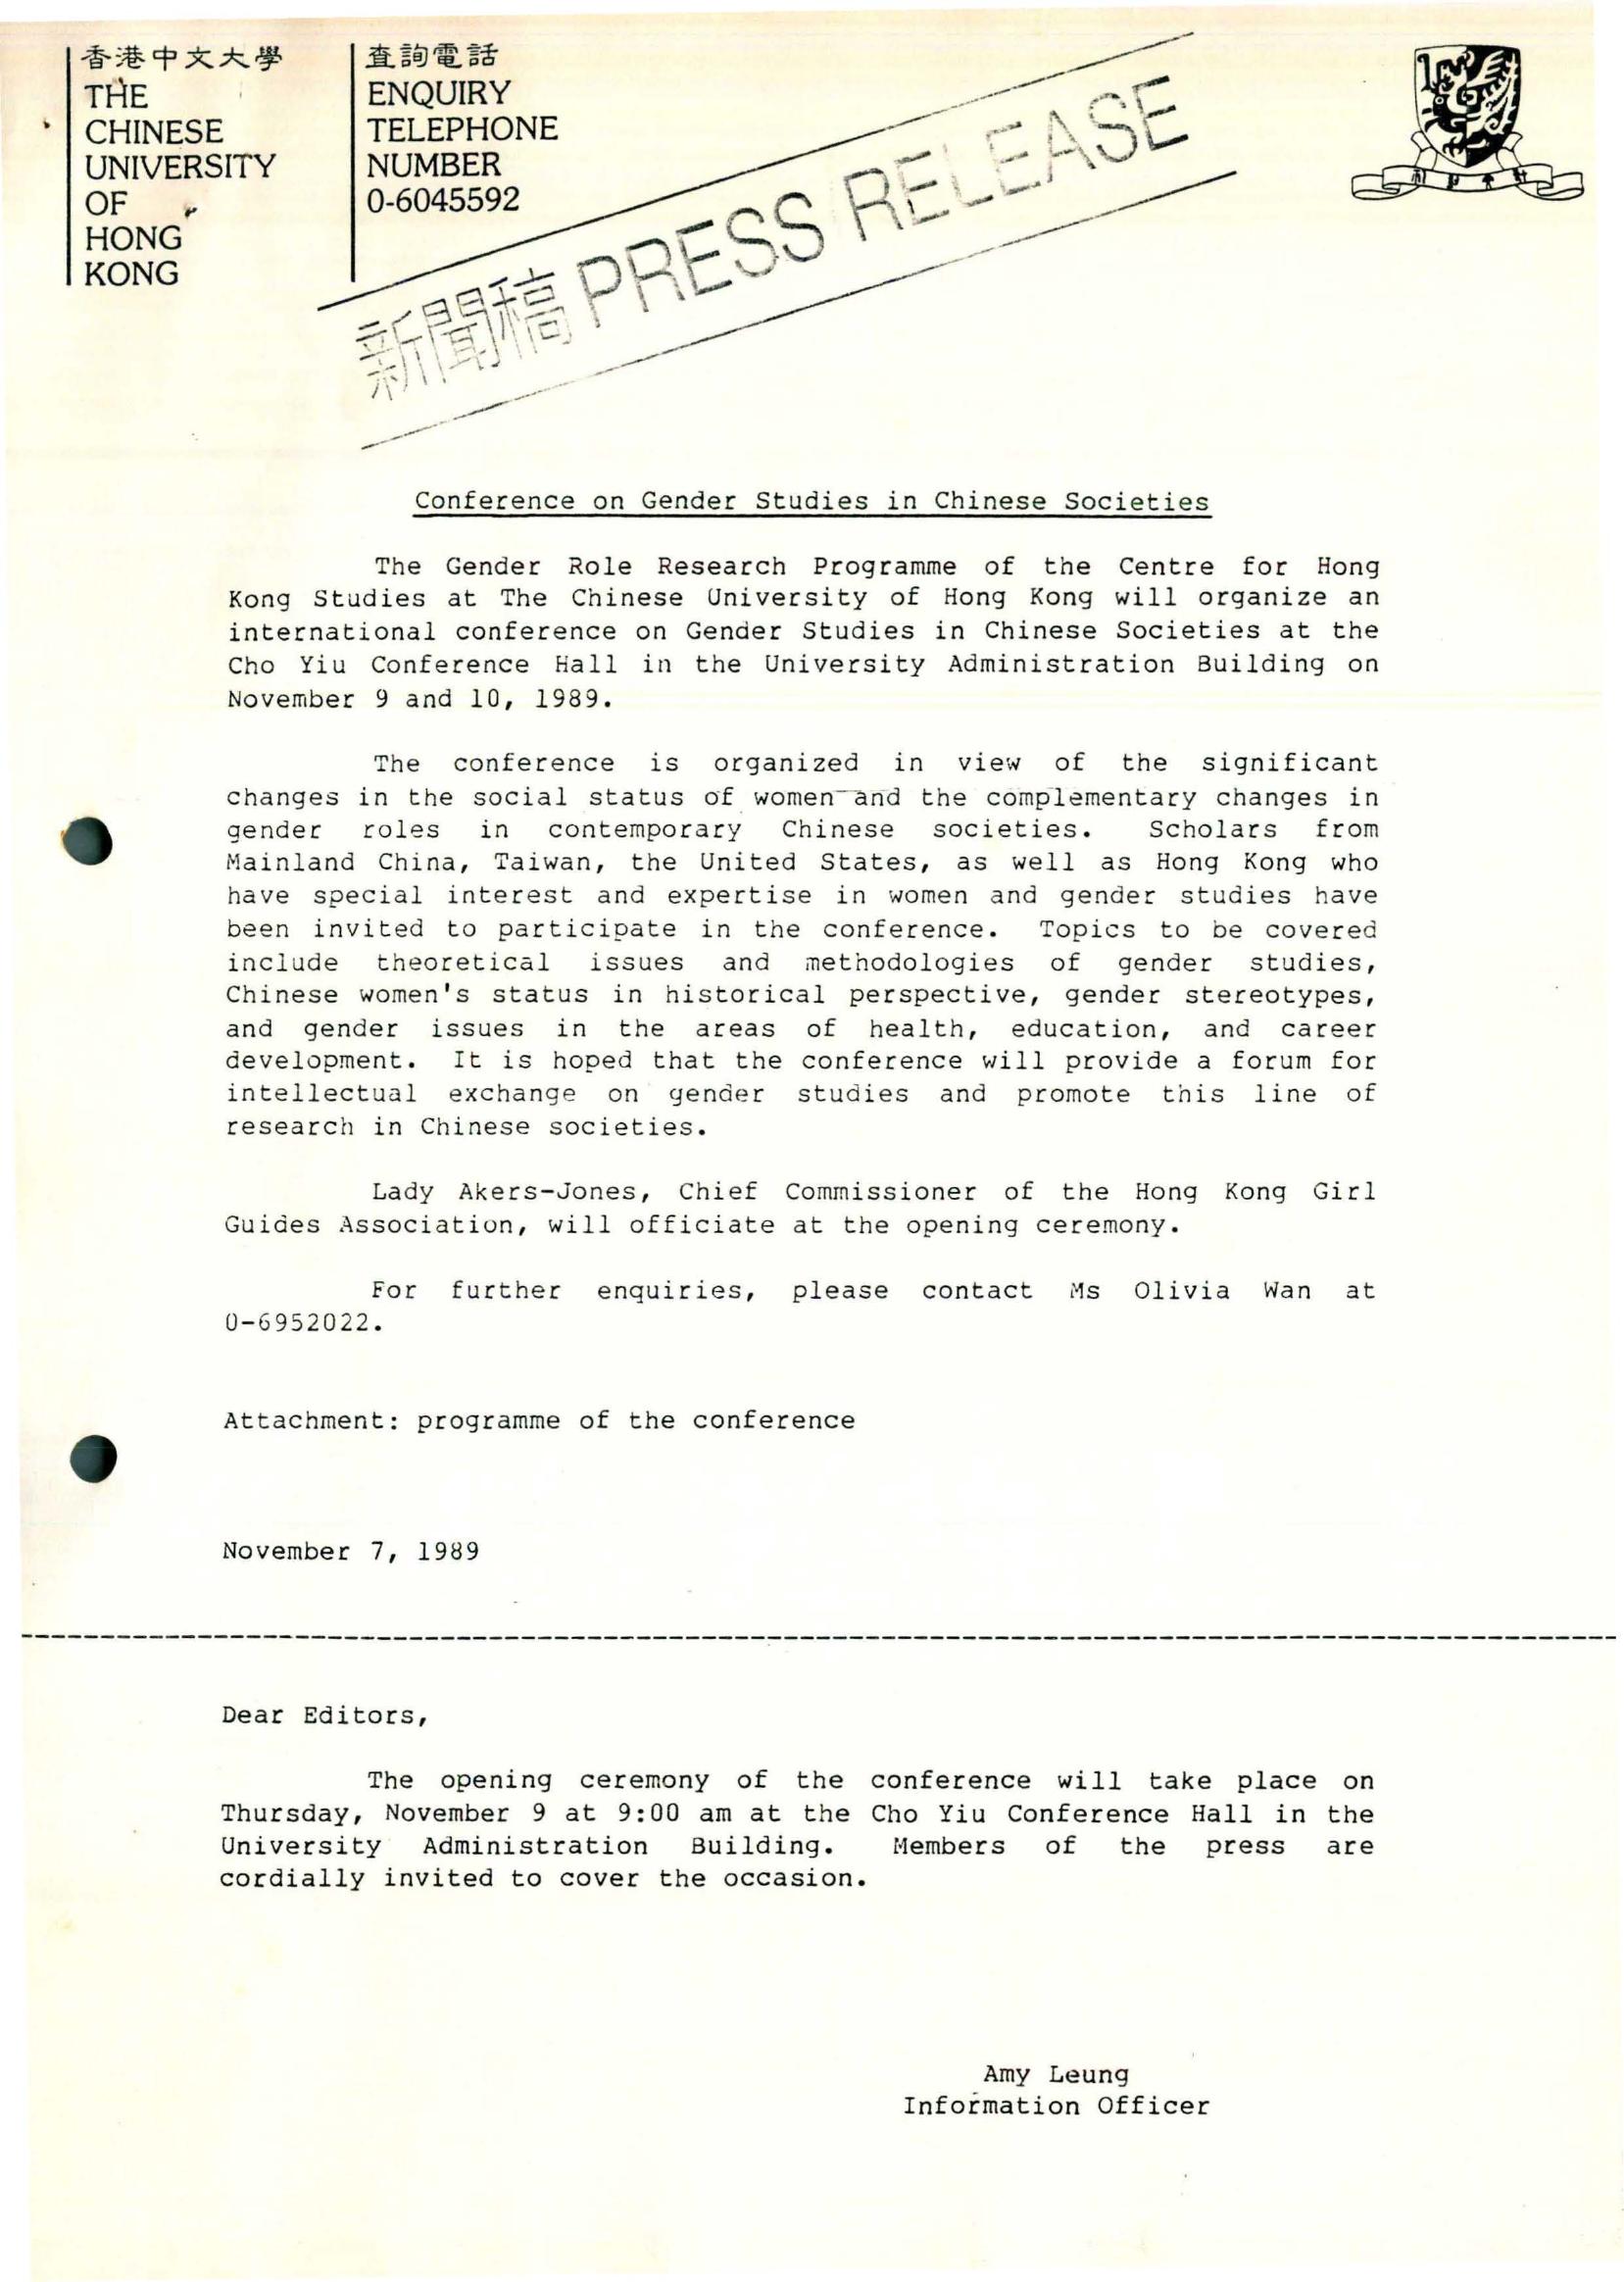 香港中文大學
THE
CHINESE
UNIVERSITY
OF
HONG
KONG
查詢電話
ENQUIRY
TELEPHONE
NUMBER
0-6045592
新聞稿 PRESS RELEASE
Conference on Gender Studies in Chinese Societies
The Gender Role Research Programme of the Centre for Hong
Kong Studies at The Chinese University of Hong Kong will organize an
international conference on Gender Studies in Chinese Societies at the
Cho Yiu Conference Hall in the University Administration Building on
November 9 and 10, 1989.
The conference is organized in view of the significant
changes in the social status of women and the complementary changes in
gender roles in contemporary Chinese societies. Scholars from
Mainland China, Taiwan, the United States, as well as Hong Kong who
have special interest and expertise in women and gender studies have
been invited to participate in the conference. Topics to be covered
include theoretical issues and methodologies of gender studies,
Chinese women's status in historical perspective, gender stereotypes,
and gender issues in the areas of health, education, and career
development. It is hoped that the conference will provide a forum for
intellectual exchange on gender studies and promote this line of
research in Chinese societies.
Lady Akers-Jones, Chief Commissioner of the Hong Kong Girl
Guides Association, will officiate at the opening ceremony.
For further enquiries, please contact Ms Olivia Wan at
0-6952022.
Attachment: programme of the conference
November 7, 1989
Dear Editors,
The opening ceremony of the conference will take place on
Thursday, November 9 at 9:00 am at the Cho Yiu Conference Hall in the
University Administration Building. Members of the press are
cordially invited to cover the occasion.
Amy Leung
Information Officer